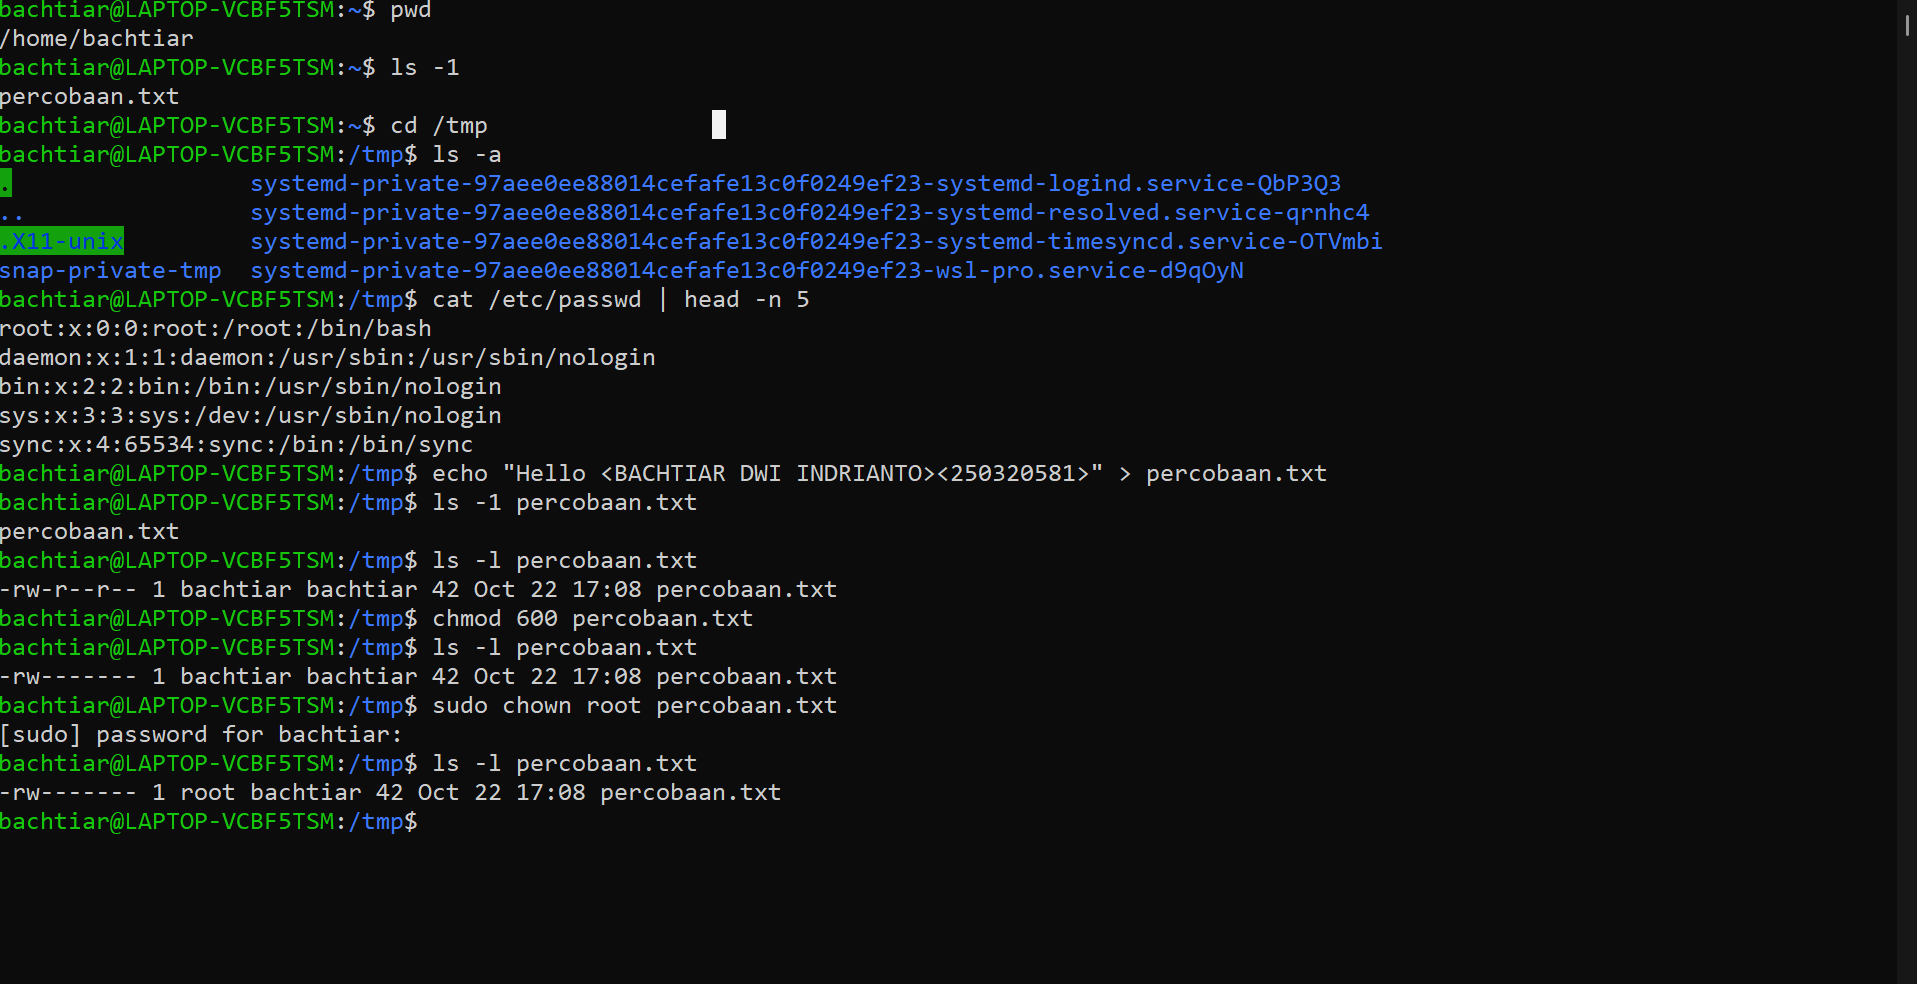 bachtiar@LAPTOP-VCBF5TSM:~$ pwd
/home/bachtiar
bachtiar@LAPTOP-VCBF5TSM:~$ ls -1
percobaan.txt
bachtiar@LAPTOP-VCBF5TSM:~$ cd /tmp
bachtiar@LAPTOP-VCBF5TSM:/tmp$ ls -a
.                 systemd-private-97aee0ee88014cefafe13c0f0249ef23-systemd-logind.service-QbP3Q3
..                systemd-private-97aee0ee88014cefafe13c0f0249ef23-systemd-resolved.service-qrnhc4
.X11-unix         systemd-private-97aee0ee88014cefafe13c0f0249ef23-systemd-timesyncd.service-OTVmbi
snap-private-tmp  systemd-private-97aee0ee88014cefafe13c0f0249ef23-wsl-pro.service-d9qOyN
bachtiar@LAPTOP-VCBF5TSM:/tmp$ cat /etc/passwd | head -n 5
root:x:0:0:root:/root:/bin/bash
daemon:x:1:1:daemon:/usr/sbin:/usr/sbin/nologin
bin:x:2:2:bin:/bin:/usr/sbin/nologin
sys:x:3:3:sys:/dev:/usr/sbin/nologin
sync:x:4:65534:sync:/bin:/bin/sync
bachtiar@LAPTOP-VCBF5TSM:/tmp$ echo "Hello <BACHTIAR DWI INDRIANTO><250320581>" > percobaan.txt
bachtiar@LAPTOP-VCBF5TSM:/tmp$ ls -1 percobaan.txt
percobaan.txt
bachtiar@LAPTOP-VCBF5TSM:/tmp$ ls -l percobaan.txt
-rw-r--r-- 1 bachtiar bachtiar 42 Oct 22 17:08 percobaan.txt
bachtiar@LAPTOP-VCBF5TSM:/tmp$ chmod 600 percobaan.txt
bachtiar@LAPTOP-VCBF5TSM:/tmp$ ls -l percobaan.txt
-rw------- 1 bachtiar bachtiar 42 Oct 22 17:08 percobaan.txt
bachtiar@LAPTOP-VCBF5TSM:/tmp$ sudo chown root percobaan.txt
[sudo] password for bachtiar:
bachtiar@LAPTOP-VCBF5TSM:/tmp$ ls -l percobaan.txt
-rw------- 1 root bachtiar 42 Oct 22 17:08 percobaan.txt
bachtiar@LAPTOP-VCBF5TSM:/tmp$